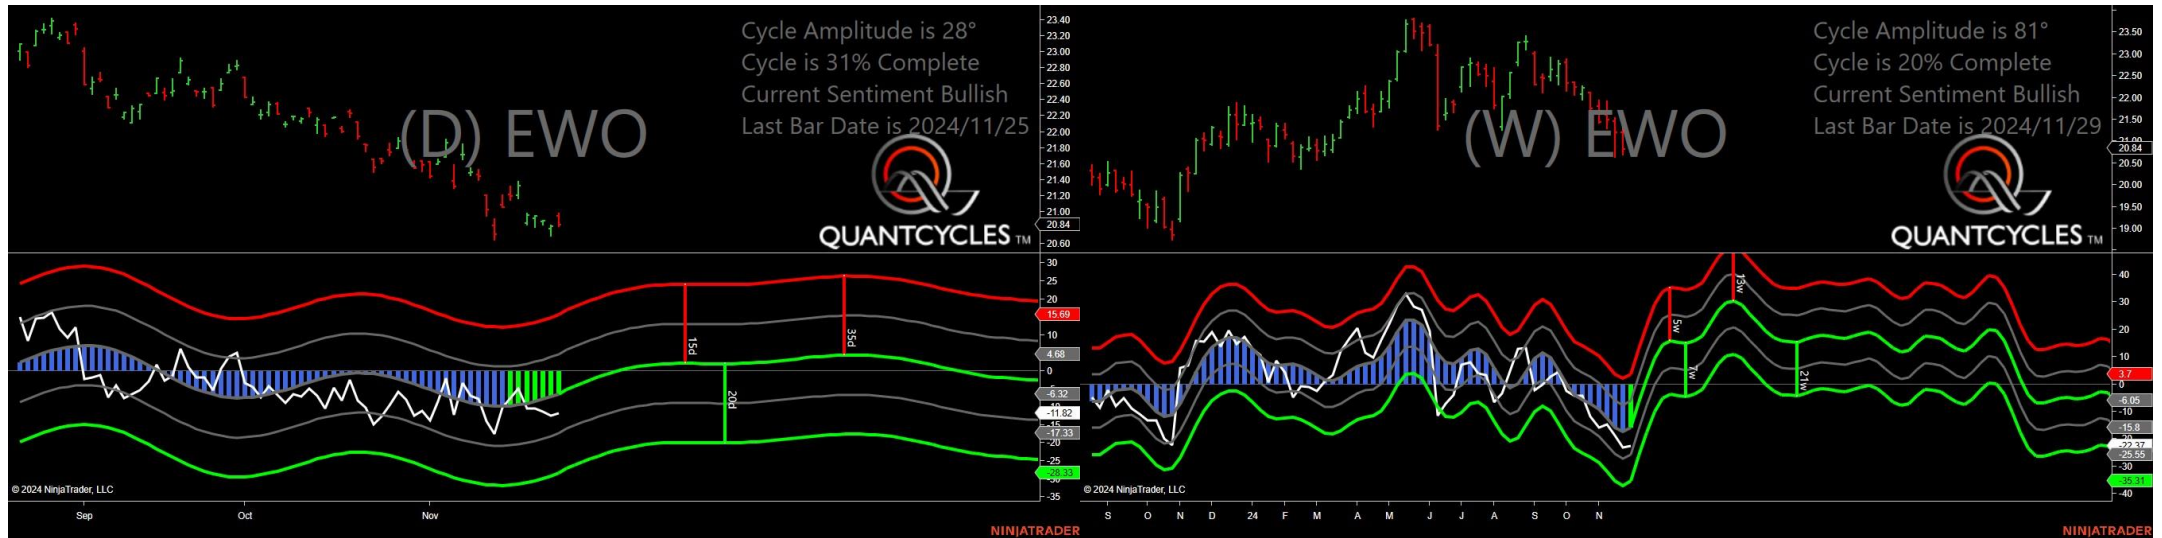 Cycle Amplitude is 28°
Cycle is 31% Complete
Current Sentiment Bullish
Last Bar Date is 2024/11/25
(D) EWO
QUANTCYCLES TM
23.40
23.20
23.00
22.80
22.60
22.40
22.20
22.00
21.80
21.60
21.40
21.20
21.00
20.84
20.60
30
25
20
15.69
10
4.68
0
-6.32
-11.82
-17.33
-20
-25
-28.33
-35
15d
20d
35d
© 2024 NinjaTrader, LLC
Sep
Oct
Nov
NINJATRADER
Cycle Amplitude is 81°
Cycle is 20% Complete
Current Sentiment Bullish
Last Bar Date is 2024/11/29
(W) EWO
QUANTCYCLES TM
23.50
23.00
22.50
22.00
21.50
20.84
20.50
20.00
19.50
19.00
40
30
20
10
3.7
0
-6.05
-10
-15.8
-22.37
-25.55
-30
-35.31
-40
5w
7w
13w
21w
© 2024 NinjaTrader, LLC
S O N D 24 F M A M J J A S O N
NINJATRADER